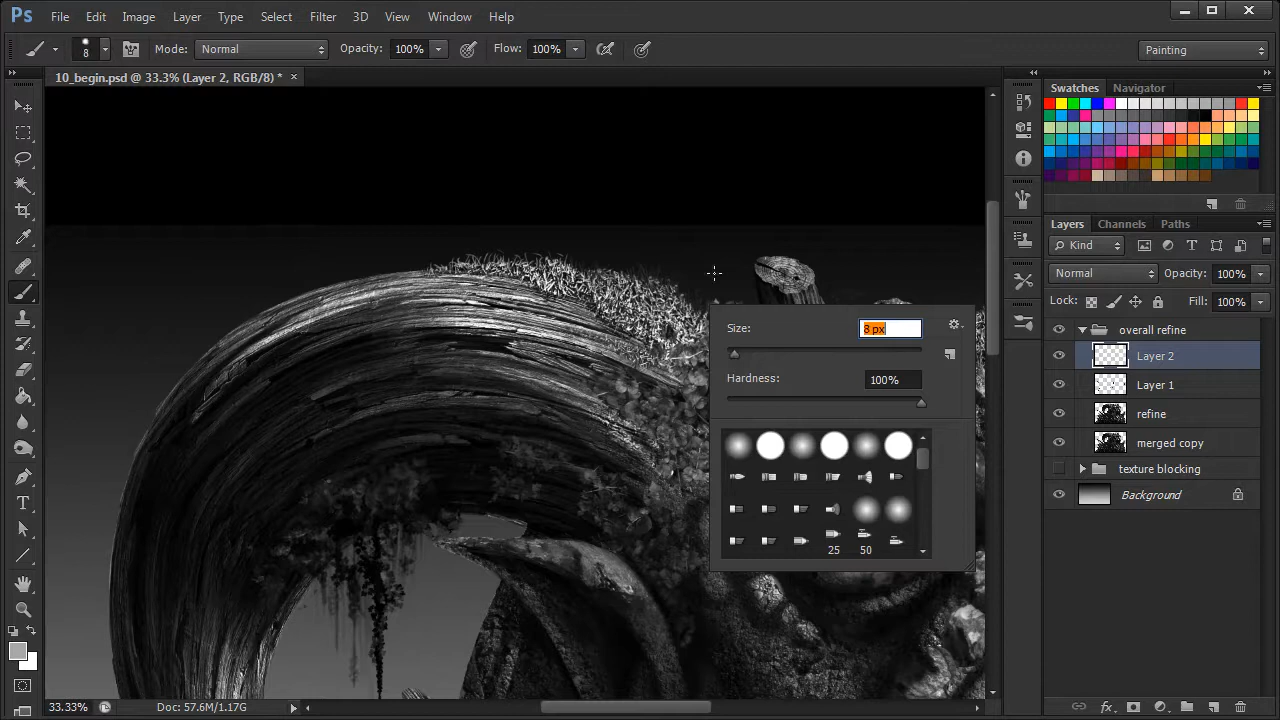 Ps File Edit Image Layer Type Select Filter 3D View Window Help
8 Mode: Normal Opacity: 100% Flow: 100% Painting
10_begin.psd @ 33.3% (Layer 2, RGB/8) * ×
Swatches Navigator
Layers Channels Paths
Kind
Normal Opacity: 100%
Lock: Fill: 100%
overall refine
Layer 2
Layer 1
refine
merged copy
texture blocking
Background
Size: 8 px
Hardness: 100%
25 50
33.33% Doc: 57.6M/1.17G